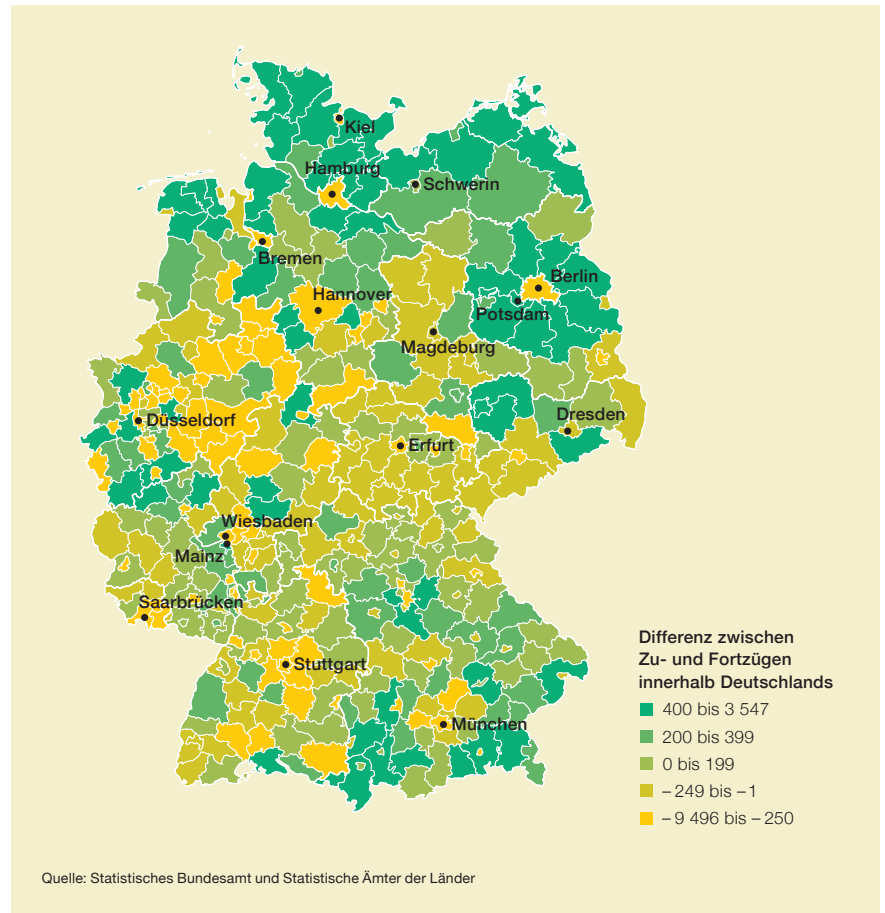 Kiel
Hamburg
Schwerin
Bremen
Berlin
Hannover
Potsdam
Magdeburg
Düsseldorf
Dresden
Erfurt
Wiesbaden
Mainz
Saarbrücken
Stuttgart
München
Differenz zwischen
Zu- und Fortzügen
innerhalb Deutschlands
400 bis 3 547
200 bis 399
0 bis 199
– 249 bis – 1
– 9 496 bis – 250
Quelle: Statistisches Bundesamt und Statistische Ämter der Länder